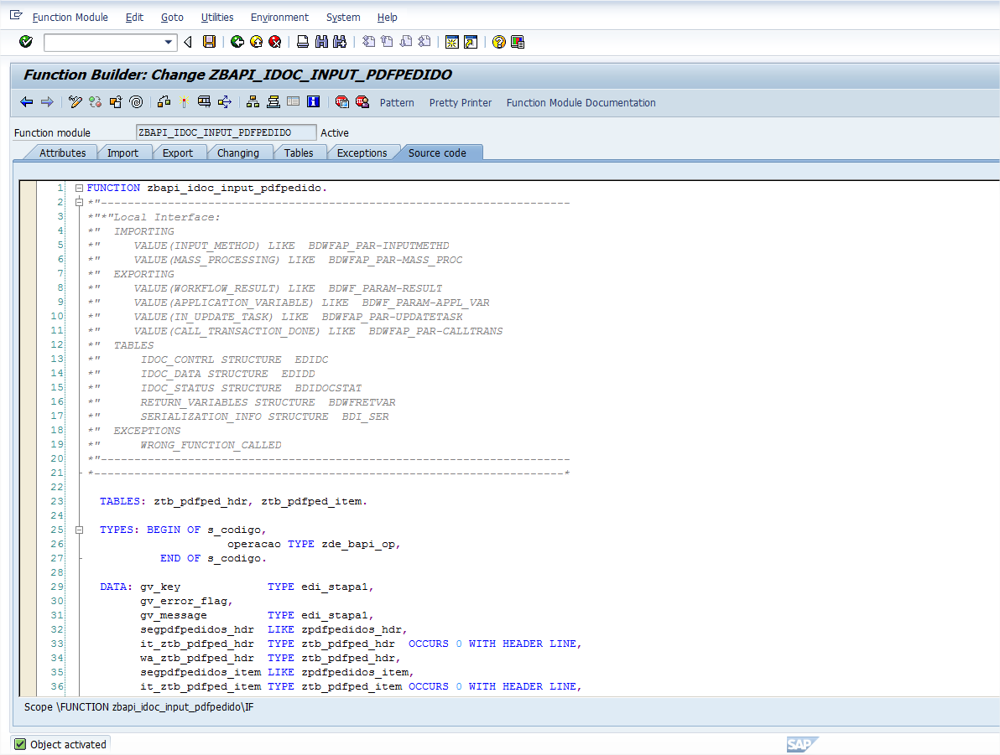 Function Module Edit Goto Utilities Environment System Help
Function Builder: Change ZBAPI_IDOC_INPUT_PDFPEDIDO
Pattern Pretty Printer Function Module Documentation
Function module ZBAPI_IDOC_INPUT_PDFPEDIDO Active
Attributes Import Export Changing Tables Exceptions Source code
1 FUNCTION zbapi_idoc_input_pdfpedido.
2 *"----------------------------------------------------------------------
3 *"*"Local Interface:
4 *"  IMPORTING
5 *"     VALUE(INPUT_METHOD) LIKE  BDWFAP_PAR-INPUTMETHD
6 *"     VALUE(MASS_PROCESSING) LIKE  BDWFAP_PAR-MASS_PROC
7 *"  EXPORTING
8 *"     VALUE(WORKFLOW_RESULT) LIKE  BDWF_PARAM-RESULT
9 *"     VALUE(APPLICATION_VARIABLE) LIKE  BDWF_PARAM-APPL_VAR
10 *"     VALUE(IN_UPDATE_TASK) LIKE  BDWFAP_PAR-UPDATETASK
11 *"     VALUE(CALL_TRANSACTION_DONE) LIKE  BDWFAP_PAR-CALLTRANS
12 *"  TABLES
13 *"      IDOC_CONTRL STRUCTURE  EDIDC
14 *"      IDOC_DATA STRUCTURE  EDIDD
15 *"      IDOC_STATUS STRUCTURE  BDIDOCSTAT
16 *"      RETURN_VARIABLES STRUCTURE  BDWFRETVAR
17 *"      SERIALIZATION_INFO STRUCTURE  BDI_SER
18 *"  EXCEPTIONS
19 *"      WRONG_FUNCTION_CALLED
20 *"----------------------------------------------------------------------
21 *----------------------------------------------------------------------*
22
23   TABLES: ztb_pdfped_hdr, ztb_pdfped_item.
24
25   TYPES: BEGIN OF s_codigo,
26                      operacao TYPE zde_bapi_op,
27            END OF s_codigo.
28
29   DATA: gv_key             TYPE edi_stapa1,
30         gv_error_flag,
31         gv_message         TYPE edi_stapa1,
32         segpdfpedidos_hdr  LIKE zpdfpedidos_hdr,
33         it_ztb_pdfped_hdr  TYPE ztb_pdfped_hdr  OCCURS 0 WITH HEADER LINE,
34         wa_ztb_pdfped_hdr  TYPE ztb_pdfped_hdr,
35         segpdfpedidos_item LIKE zpdfpedidos_item,
36         it_ztb_pdfped_item TYPE ztb_pdfped_item OCCURS 0 WITH HEADER LINE,
Scope \FUNCTION zbapi_idoc_input_pdfpedido\IF
Object activated
SAP